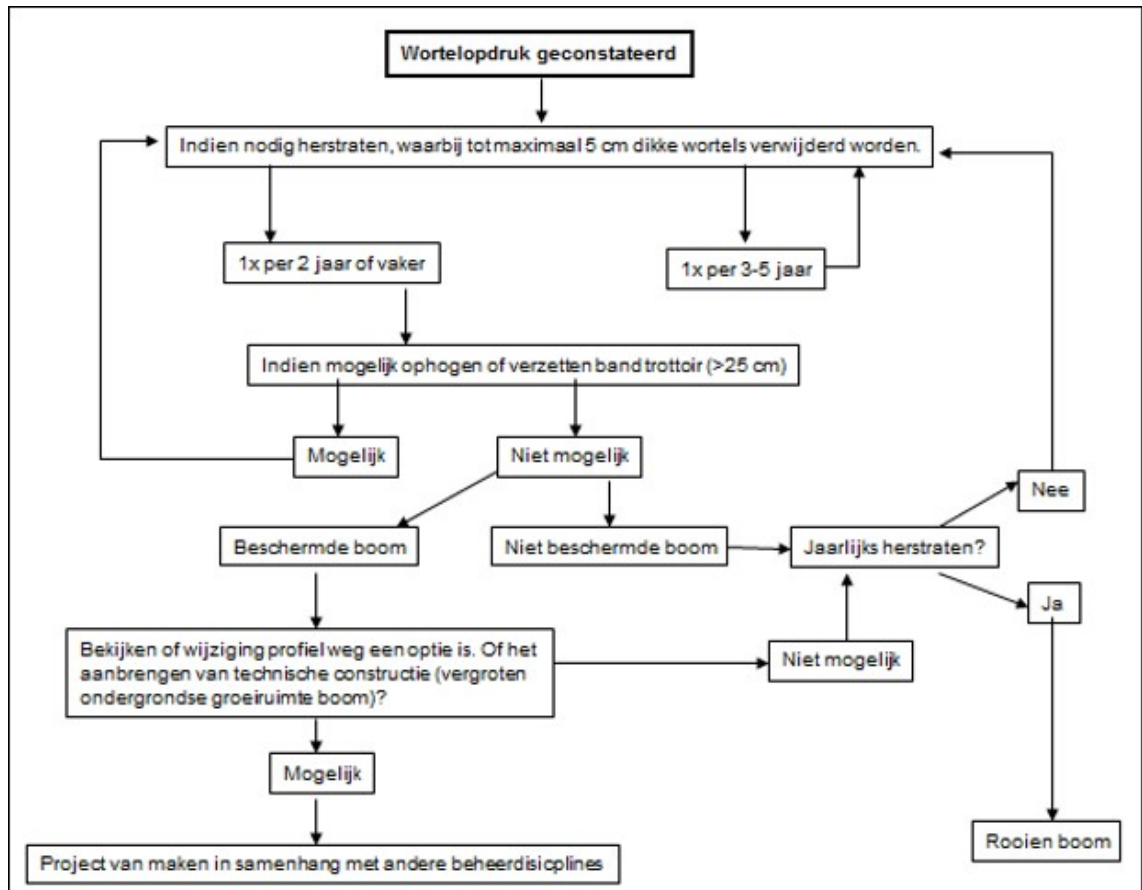 Wortelopdruk geconstateerd
Indien nodig herstraten, waarbij tot maximaal 5 cm dikke wortels verwijderd worden.
1x per 2 jaar of vaker
1x per 3-5 jaar
Indien mogelijk ophogen of verzetten band trottoir (>25 cm)
Mogelijk
Niet mogelijk
Nee
Beschermde boom
Niet beschermde boom
Jaarlijks herstraten?
Ja
Bekijken of wijziging profiel weg een optie is. Of het
aanbrengen van technische constructie (vergroten
ondergrondse groeiruimte boom)?
Niet mogelijk
Mogelijk
Rooien boom
Project van maken in samenhang met andere beheerdisicplines